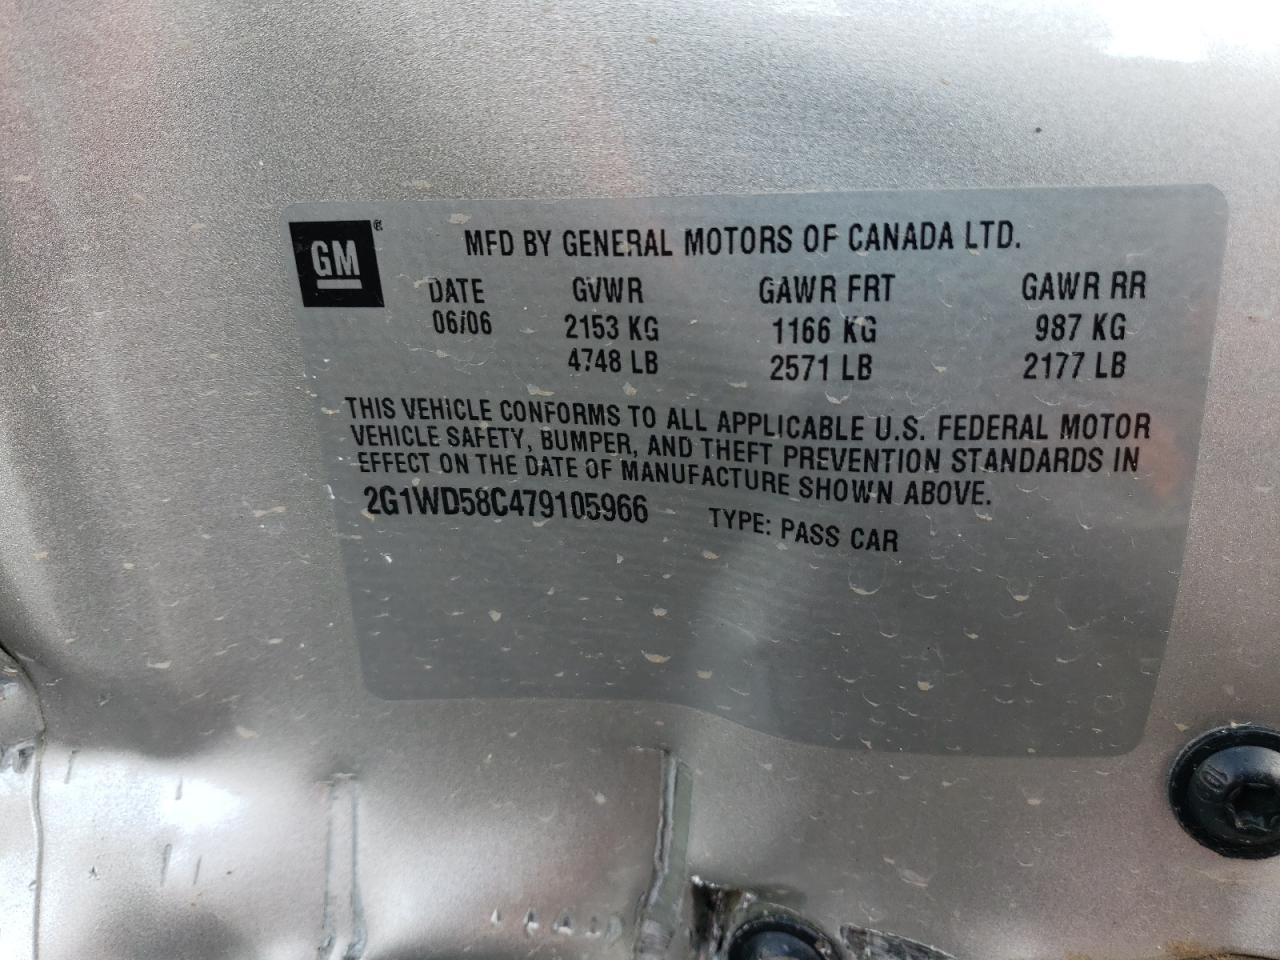 GM®
MFD BY GENERAL MOTORS OF CANADA LTD.
DATE GVWR GAWR FRT GAWR RR
06/06 2153 KG 1166 KG 987 KG
4748 LB 2571 LB 2177 LB
THIS VEHICLE CONFORMS TO ALL APPLICABLE U.S. FEDERAL MOTOR
VEHICLE SAFETY, BUMPER, AND THEFT PREVENTION STANDARDS IN
EFFECT ON THE DATE OF MANUFACTURE SHOWN ABOVE.
2G1WD58C479105966 TYPE: PASS CAR